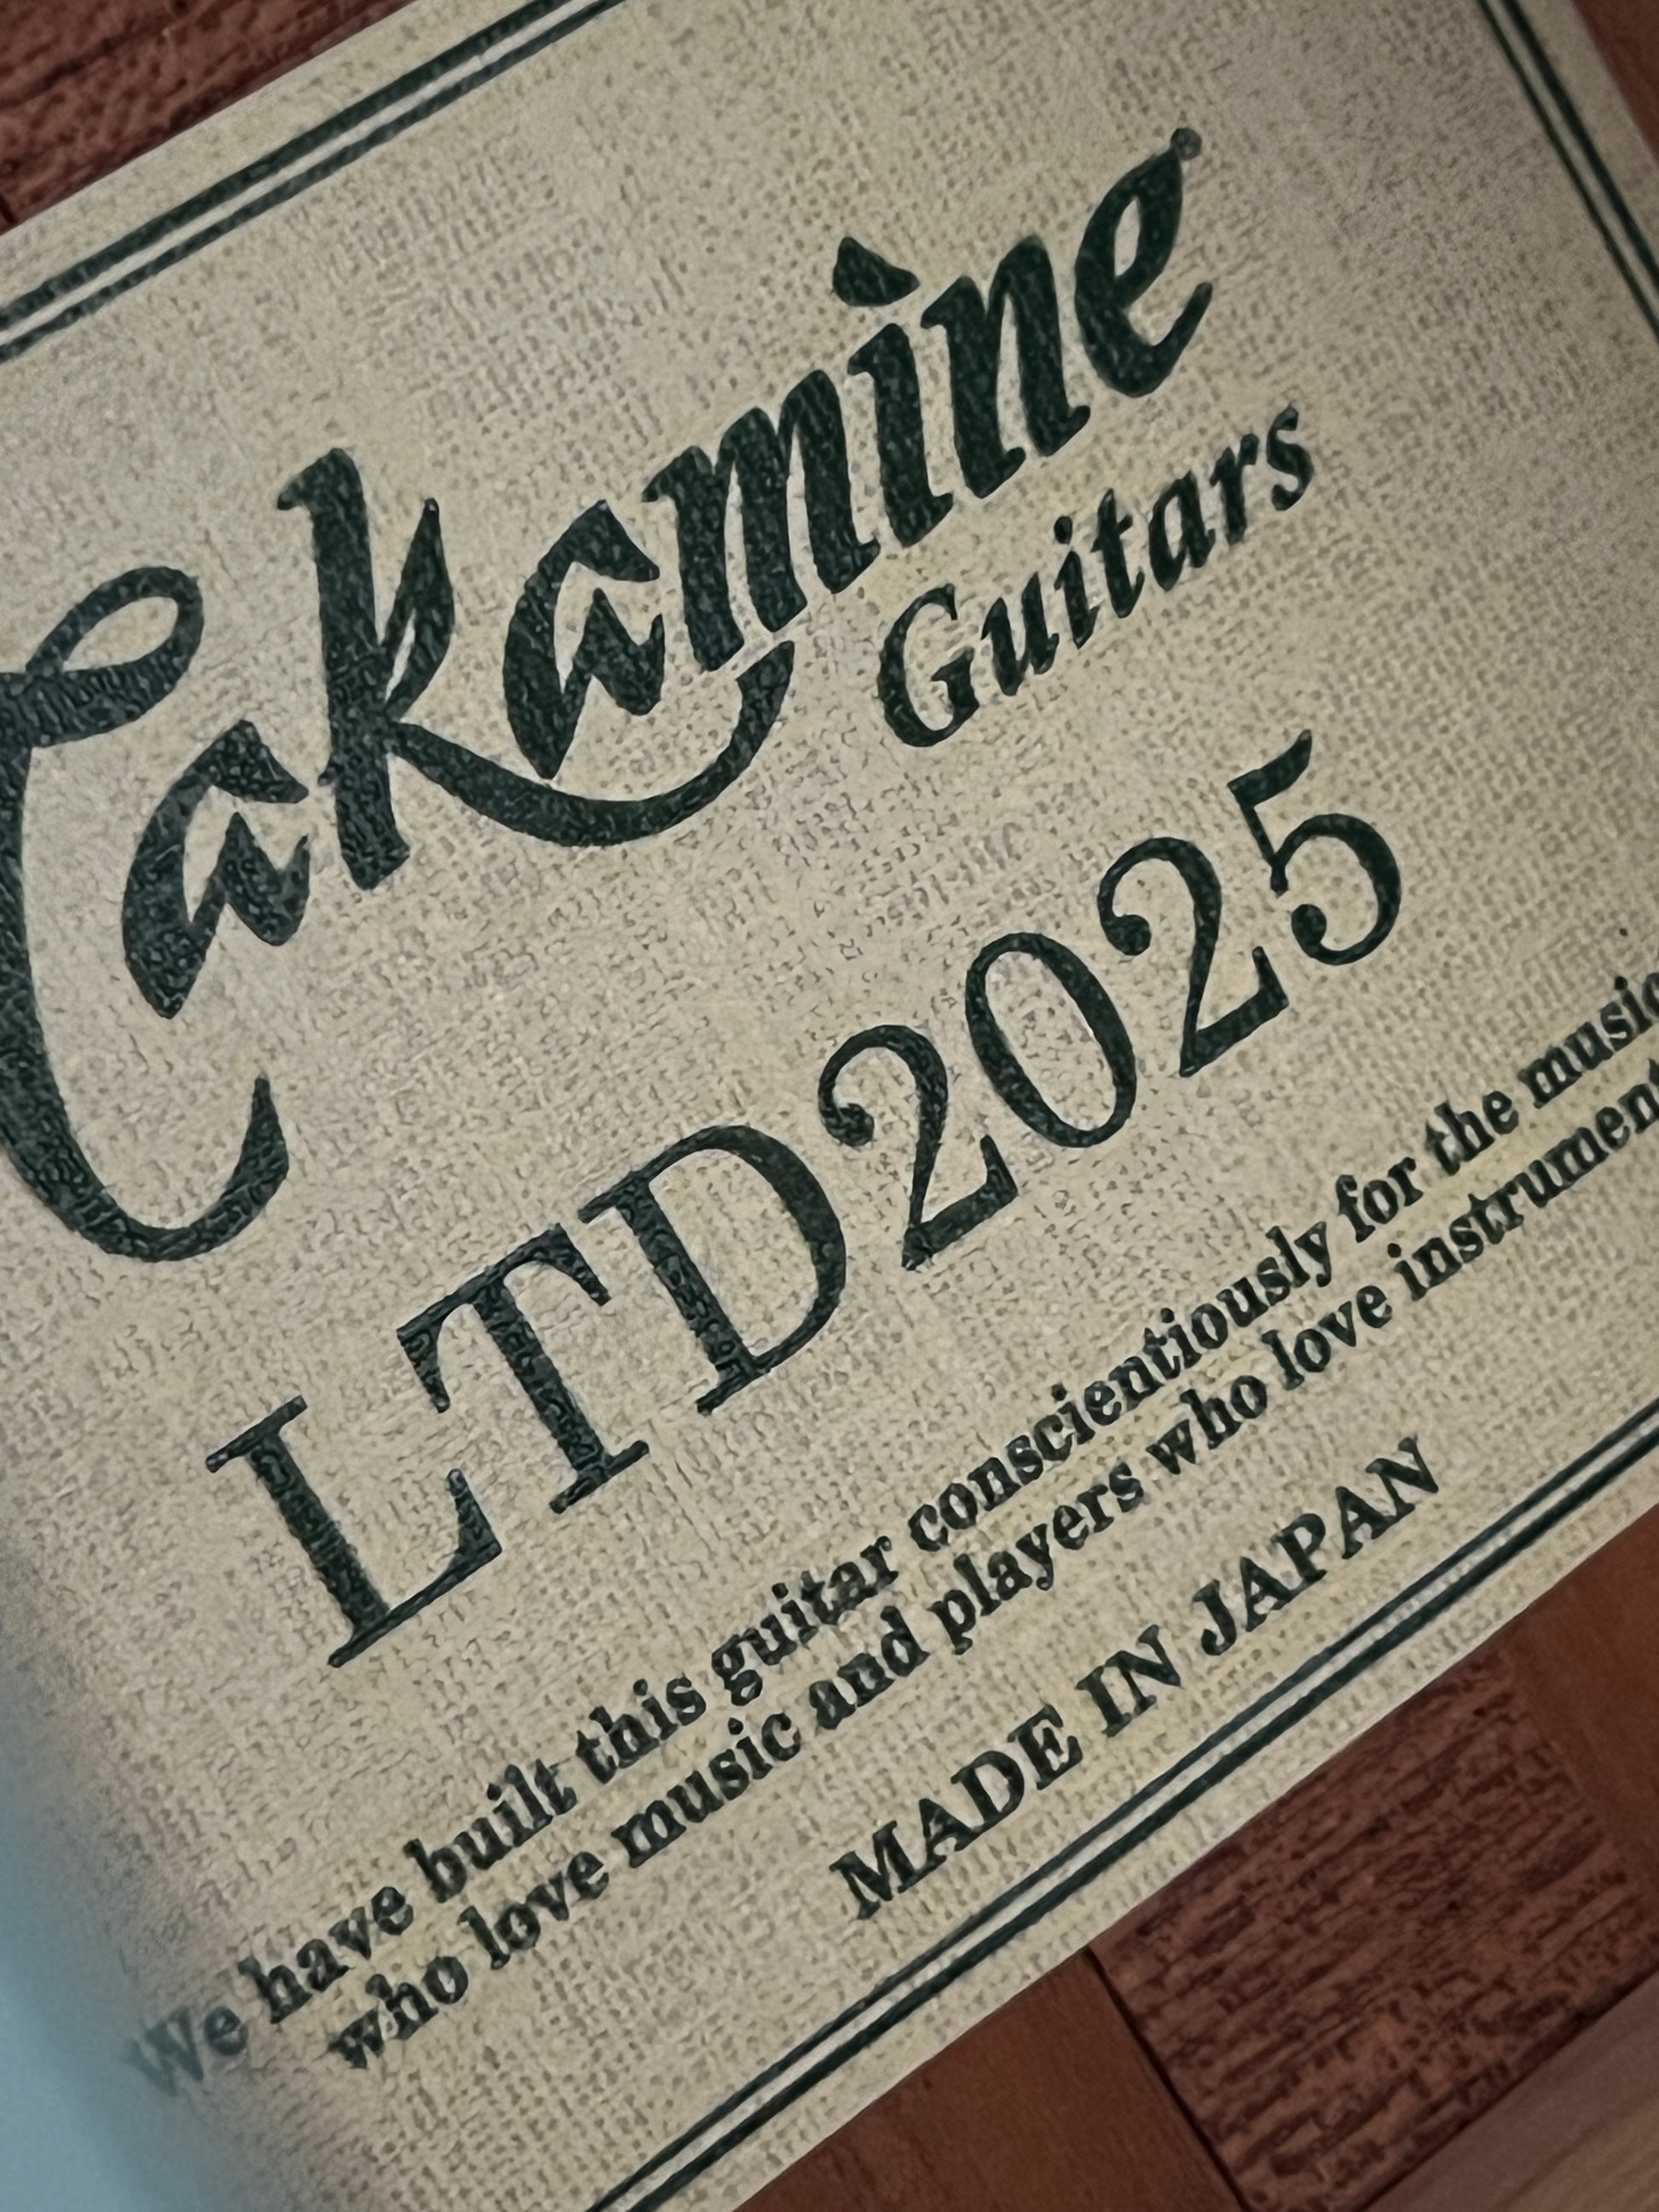 Takamine
Guitars
LTD2025
We have built this guitar conscientiously for the music
who love music and players who love instrument
MADE IN JAPAN